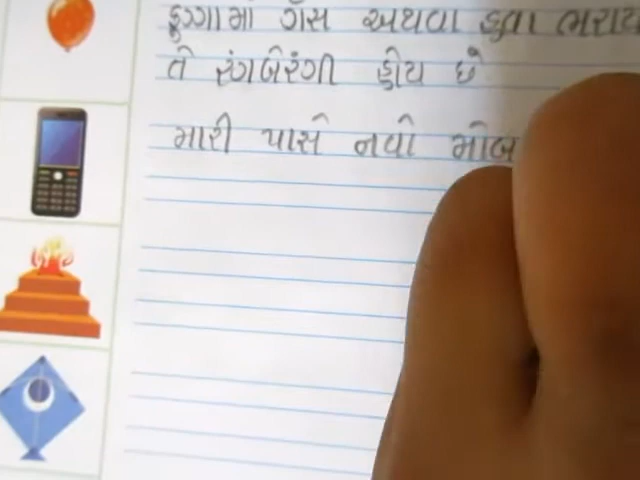 ફુગ્ગામાં ગૅસ અથવા હવા ભરાય
તે રંગબેરંગી હોય છે
મારી પાસે નવો મોબ